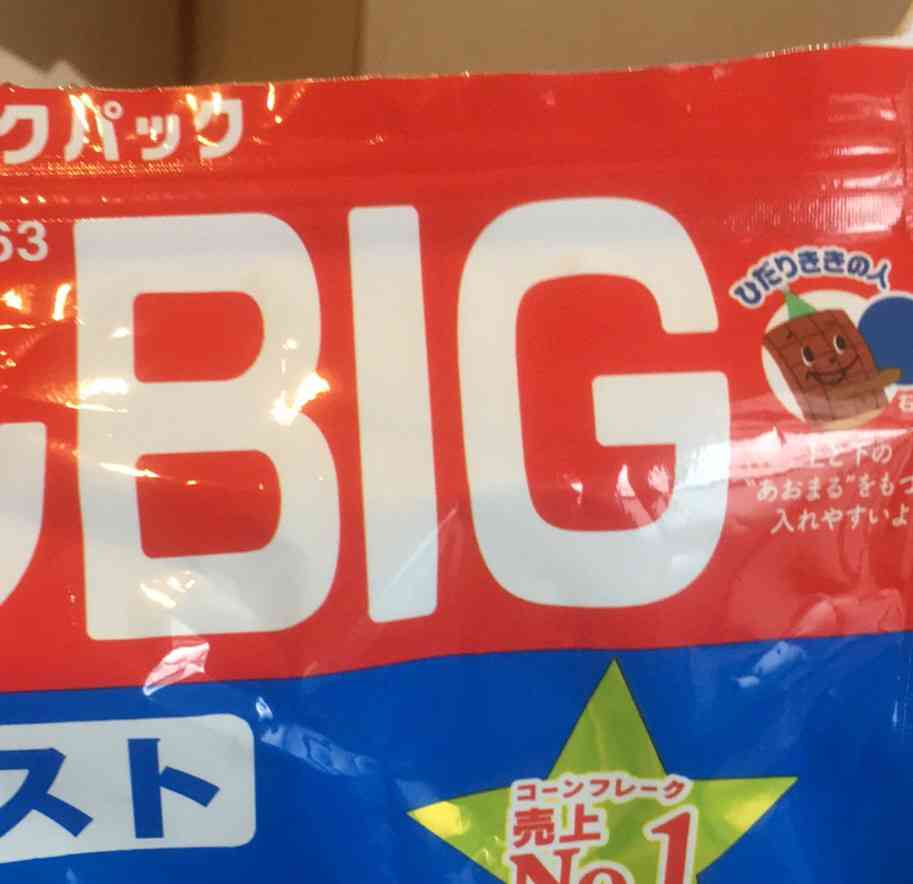 クパック
63
BIG
ひだりききの人
上と下の
"あおまる"をもつ
入れやすいよ
スト
コーンフレーク
売上
No.1